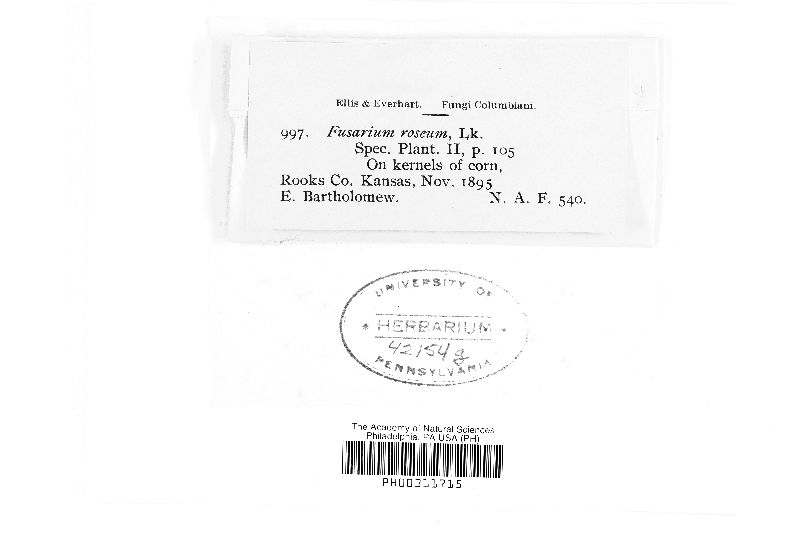 Ellis & Everhart. Fungi Columbiani.
997. Fusarium roseum, Lk.
Spec. Plant. II, p. 105
On kernels of corn,
Rooks Co. Kansas, Nov. 1895
E. Bartholomew. N. A. F. 540.
UNIVERSITY OF
* HERBARIUM *
42154g
PENNSYLVANIA
The Academy of Natural Sciences
Philadelphia, PA USA (PH)
PH00311715